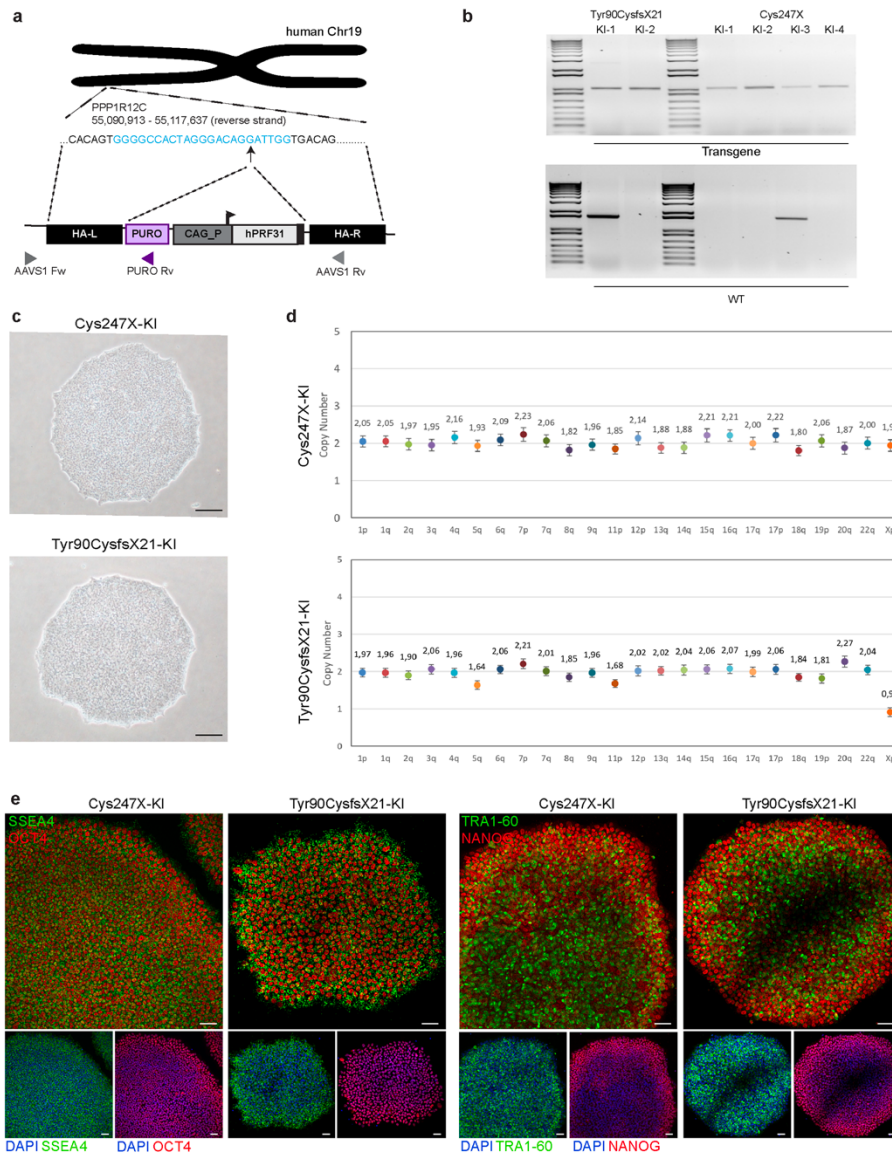 a
human Chr19
PPP1R12C
55,090,913 - 55,117,637 (reverse strand)
...CACAGTGGGGCCACTAGGGACAGGATTGGTGACAG..........
HA-L PURO CAG_P hPRF31 HA-R
AAVS1 Fw PURO Rv AAVS1 Rv
b
Tyr90CysfsX21 Cys247X
KI-1 KI-2 KI-1 KI-2 KI-3 KI-4
Transgene
WT
c
Cys247X-KI
Tyr90CysfsX21-KI
d
Cys247X-KI
Copy Number
5
4
3
2
1
0
2,05 2,05 1,97 1,95 2,16 1,93 2,09 2,23 2,06 1,82 1,96 1,85 2,14 1,88 1,88 2,21 2,21 2,00 2,22 1,80 2,06 1,87 2,00
1p 1q 2q 3q 4q 5q 6q 7p 7q 8q 9q 11p 12p 13q 14q 15q 16q 17q 17p 18q 19p 20q 22q Xp
Tyr90CysfsX21-KI
Copy Number
5
4
3
2
1
0
1,97 1,96 1,90 2,06 1,96 1,64 2,06 2,21 2,01 1,85 1,96 1,68 2,02 2,02 2,04 2,06 2,07 1,99 2,06 1,84 1,81 2,27 2,04 0,9
1p 1q 2q 3q 4q 5q 6q 7p 7q 8q 9q 11p 12p 13q 14q 15q 16q 17q 17p 18q 19p 20q 22q Xp
e
Cys247X-KI Tyr90CysfsX21-KI Cys247X-KI Tyr90CysfsX21-KI
SSEA4
OCT4
TRA1-60
NANOG
DAPI SSEA4 DAPI OCT4 DAPI TRA1-60 DAPI NANOG